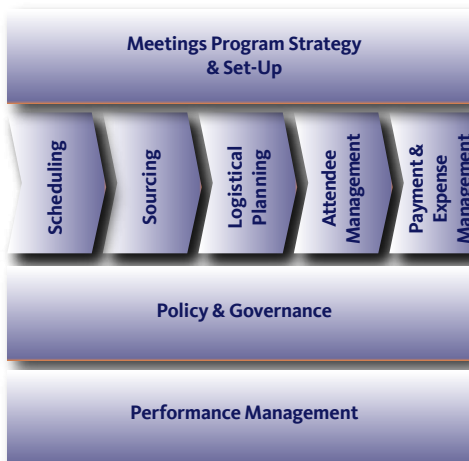 Meetings Program Strategy
& Set-Up
Scheduling
Sourcing
Logistical
Planning
Attendee
Management
Payment &
Expense
Management
Policy & Governance
Performance Management